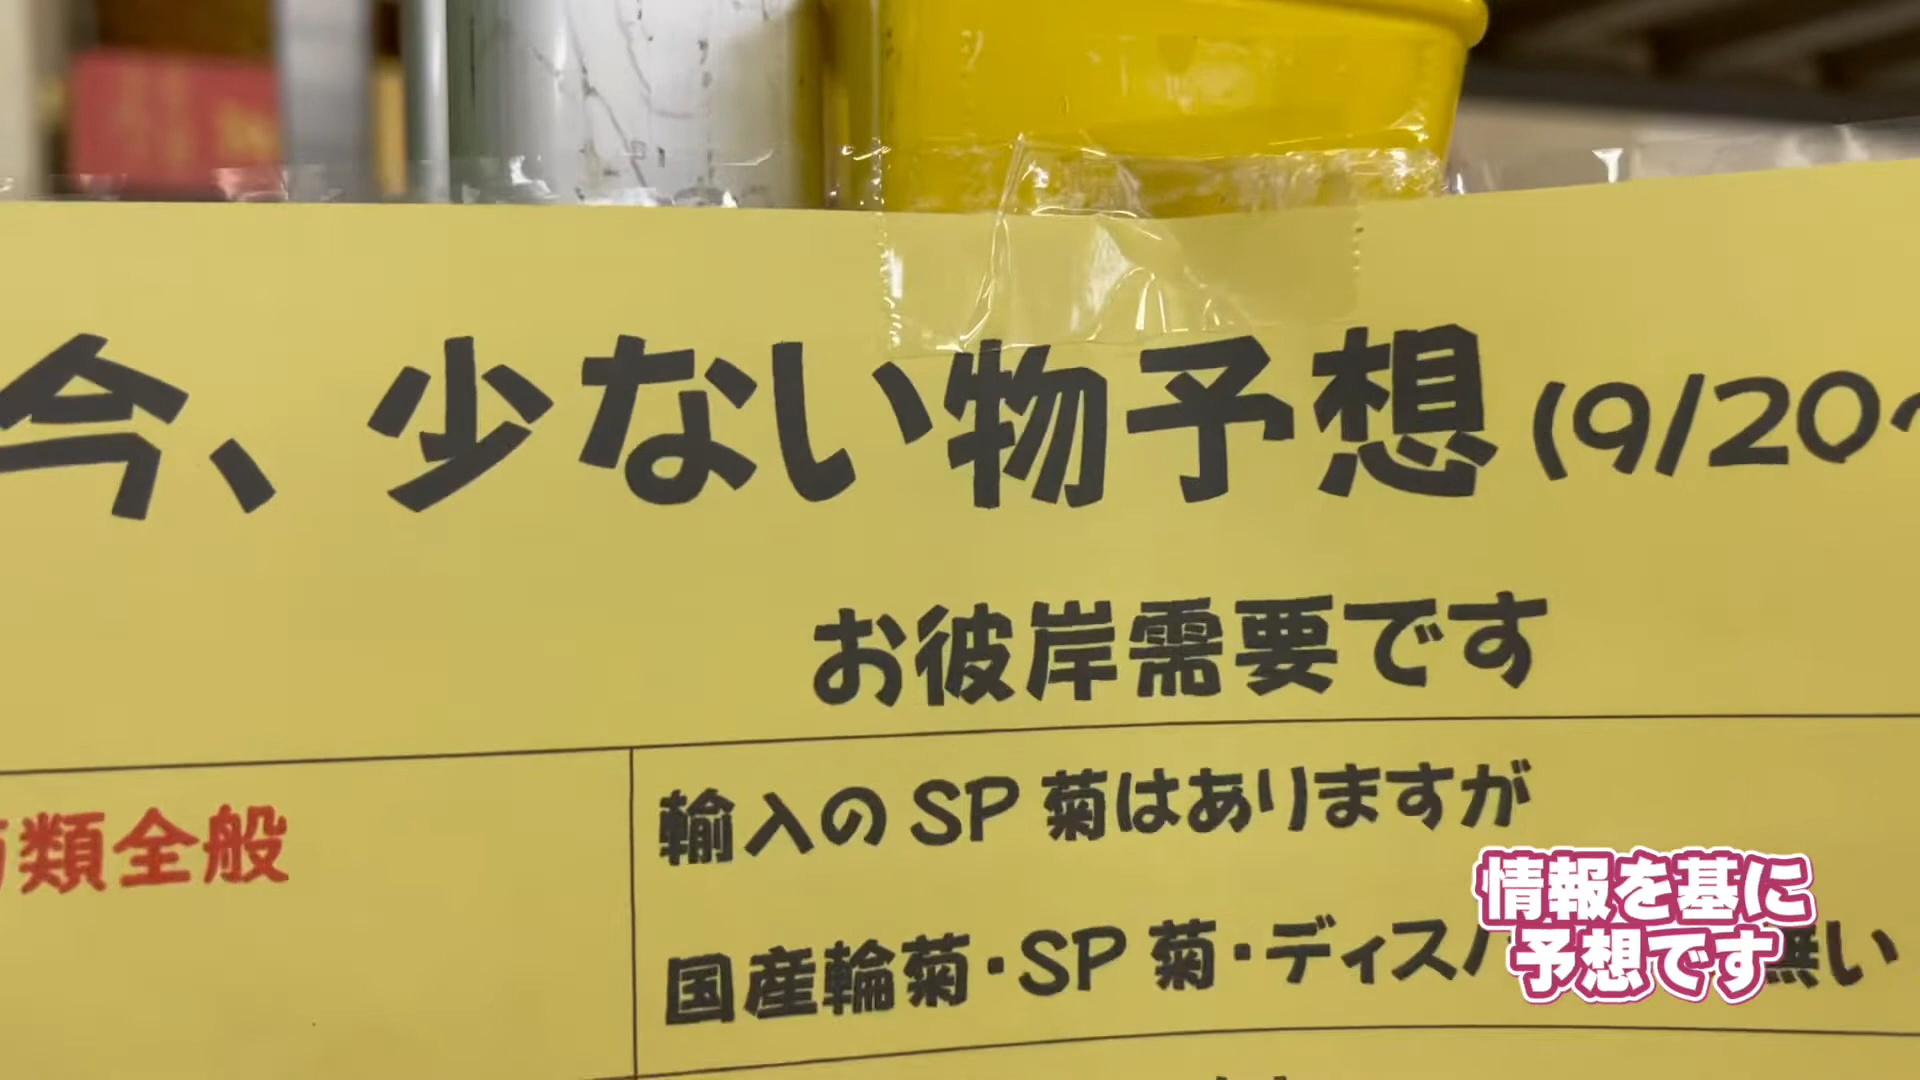 今、少ない物予想(9/20~
お彼岸需要です
類全般
輸入のSP菊はありますが
国産輪菊・SP菊・ディス
無い
情報を基に
予想です